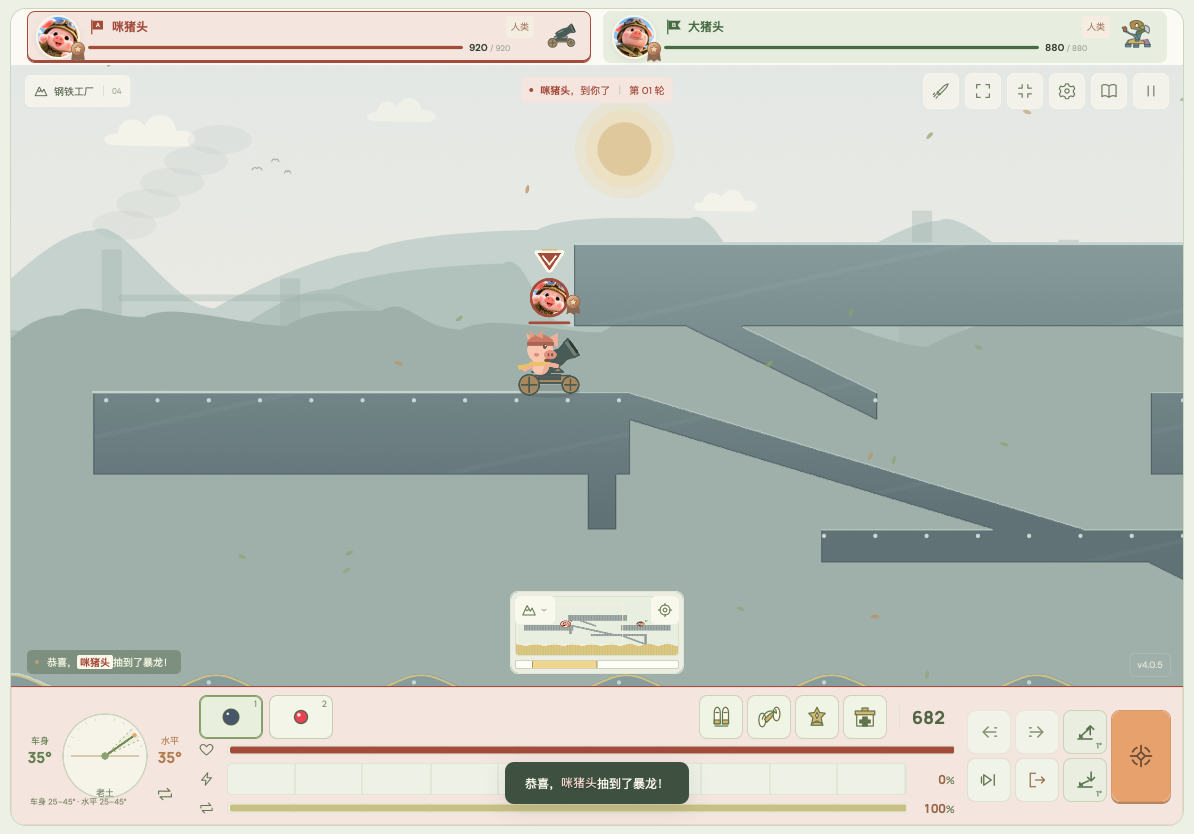 咪猪头
人类
920 / 920
大猪头
人类
880 / 880
钢铁工厂 04
咪猪头，到你了 第 01 轮
恭喜，咪猪头抽到了暴龙！
v4.0.5
1
2
682
车身
35°
水平
35°
老土
车身 25–45° · 水平 25–45°
0%
100%
恭喜，咪猪头抽到了暴龙！
1°
1°